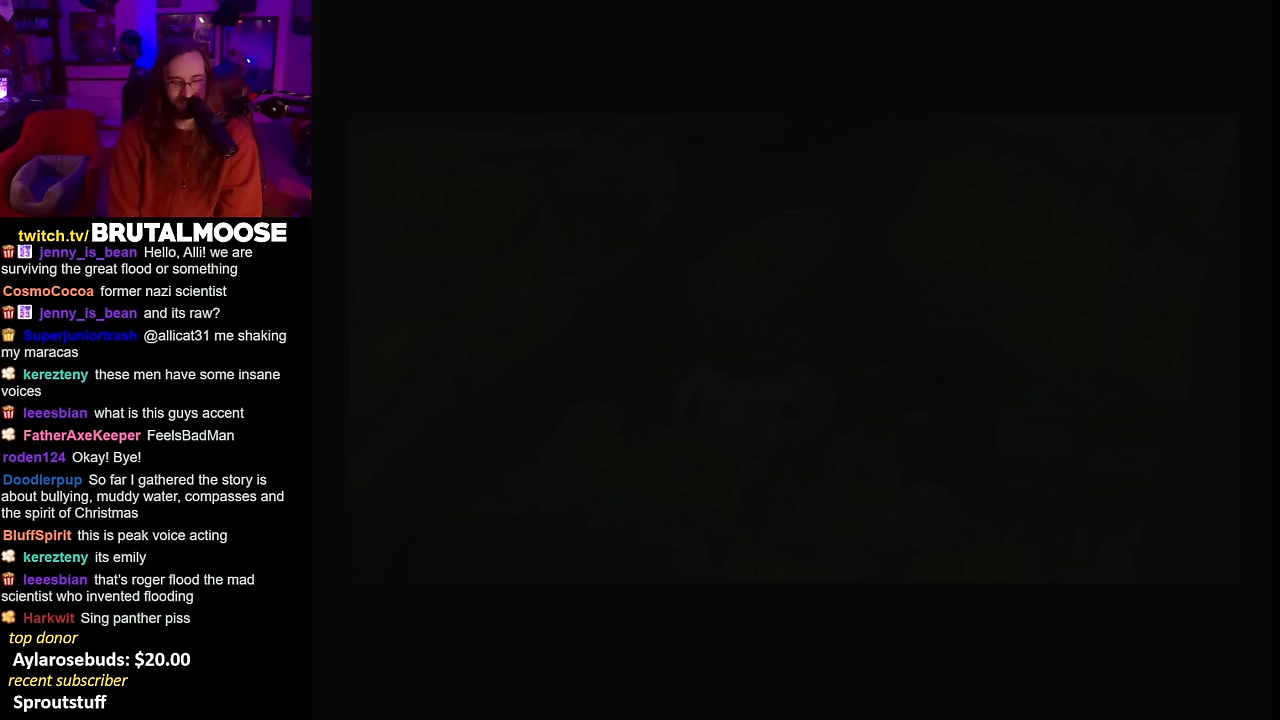 twitch.tv/BRUTALMOOSE
jenny_is_bean Hello, Alli! we are
surviving the great flood or something
CosmoCocoa former nazi scientist
jenny_is_bean and its raw?
Superjuniortrash @allicat31 me shaking
my maracas
kerezteny these men have some insane
voices
leeesbian what is this guys accent
FatherAxeKeeper FeelsBadMan
roden124 Okay! Bye!
Doodlerpup So far I gathered the story is
about bullying, muddy water, compasses and
the spirit of Christmas
BluffSpirit this is peak voice acting
kerezteny its emily
leeesbian that's roger flood the mad
scientist who invented flooding
Harkwit Sing panther piss
top donor
Aylarosebuds: $20.00
recent subscriber
Sproutstuff